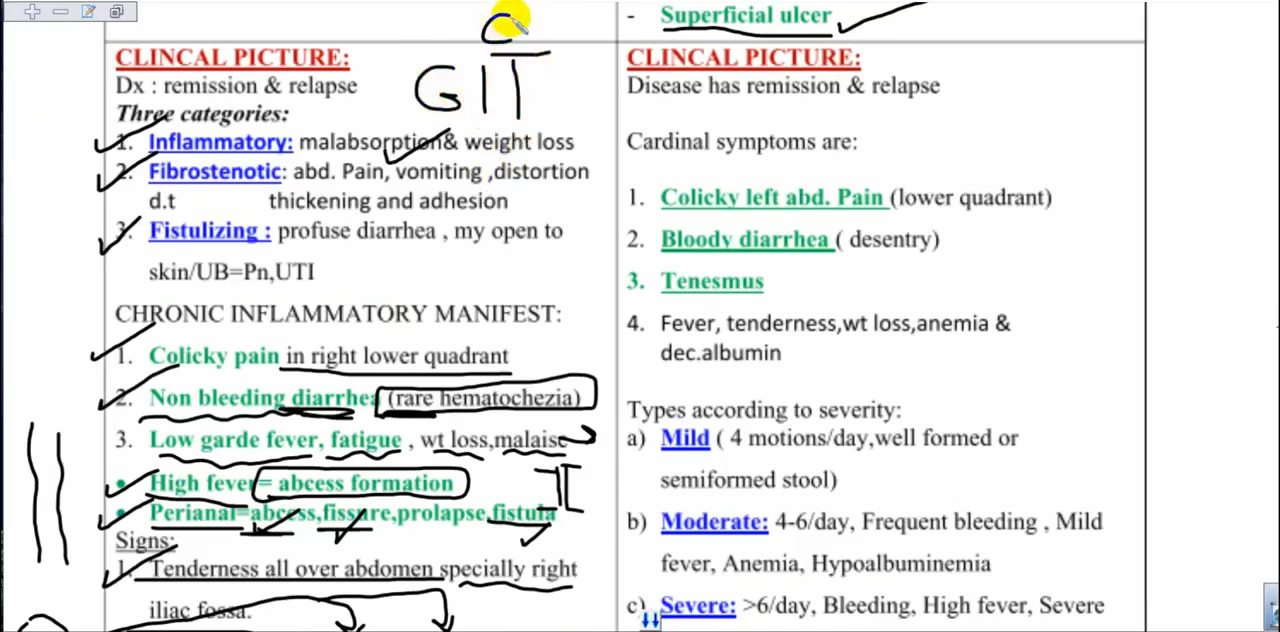 - Superficial ulcer
GIT
CLINCAL PICTURE:
Dx : remission & relapse
Three categories:
1. Inflammatory: malabsorption& weight loss
2. Fibrostenotic: abd. Pain, vomiting ,distortion
d.t thickening and adhesion
3. Fistulizing : profuse diarrhea , my open to
skin/UB=Pn,UTI
CHRONIC INFLAMMATORY MANIFEST:
1. Colicky pain in right lower quadrant
2. Non bleeding diarrhea (rare hematochezia)
3. Low garde fever, fatigue , wt loss,malaise
• High fever= abcess formation
• Perianal=abcess,fissure,prolapse,fistula
Signs:
1. Tenderness all over abdomen specially right
iliac fossa.
CLINCAL PICTURE:
Disease has remission & relapse
Cardinal symptoms are:
1. Colicky left abd. Pain (lower quadrant)
2. Bloody diarrhea ( desentry)
3. Tenesmus
4. Fever, tenderness,wt loss,anemia &
dec.albumin
Types according to severity:
a) Mild ( 4 motions/day,well formed or
semiformed stool)
b) Moderate: 4-6/day, Frequent bleeding , Mild
fever, Anemia, Hypoalbuminemia
c) Severe: >6/day, Bleeding, High fever, Severe